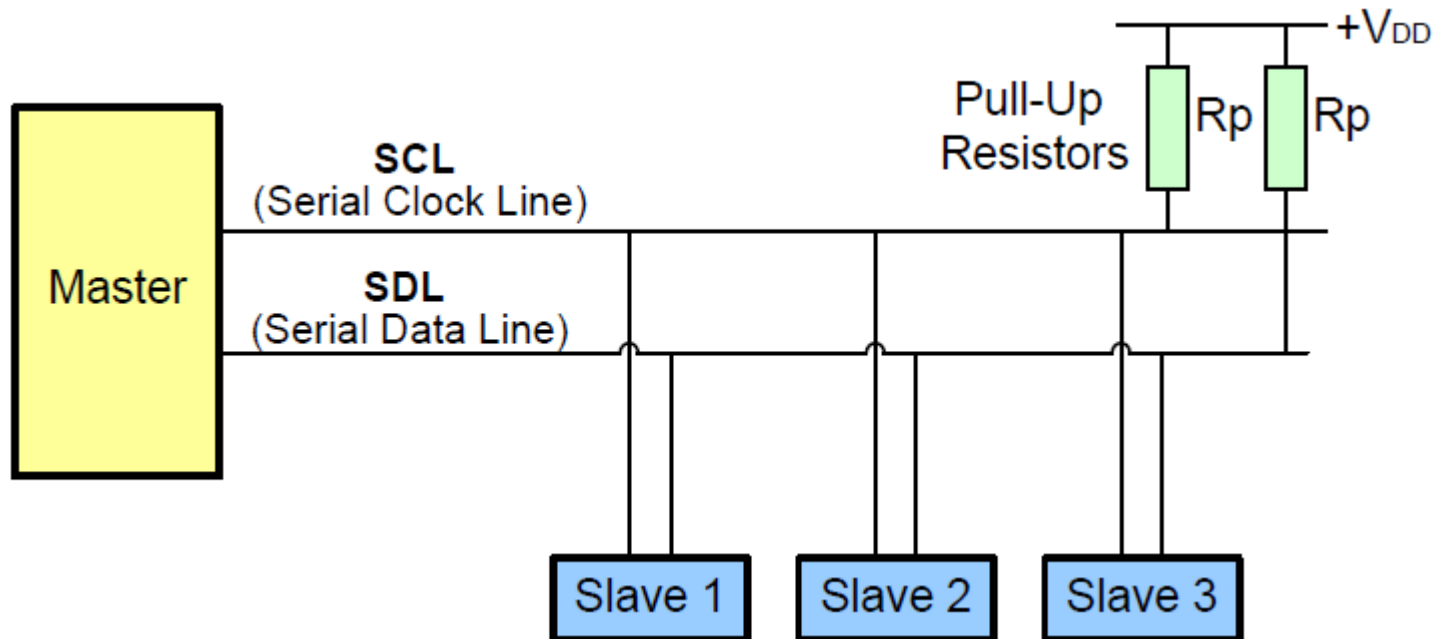 +VDD
Pull-Up
Resistors
Rp
Rp
SCL
(Serial Clock Line)
Master
SDL
(Serial Data Line)
Slave 1
Slave 2
Slave 3